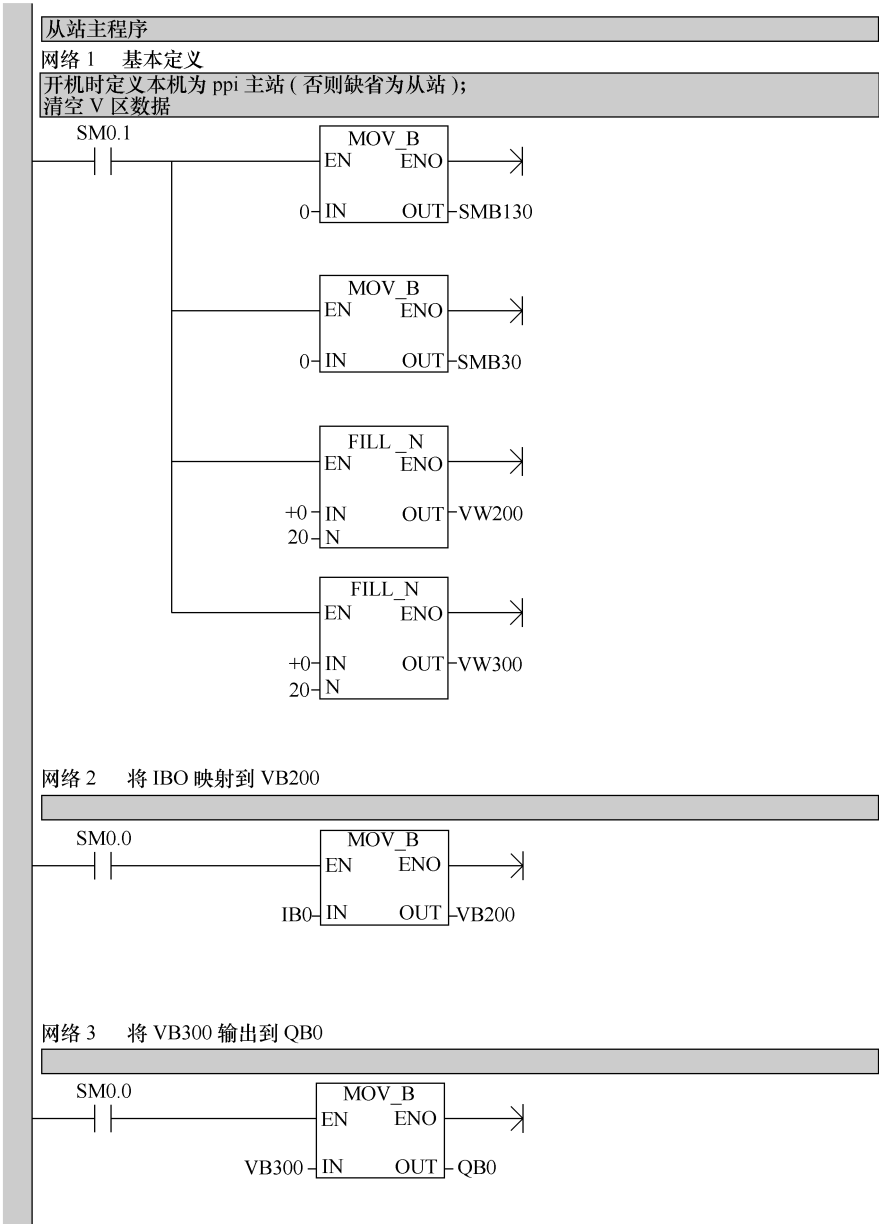 从站主程序
网络 1 基本定义
开机时定义本机为 ppi 主站 ( 否则缺省为从站 );
清空 V 区数据
SM0.1
MOV_B
EN ENO
0 IN OUT SMB130
MOV_B
EN ENO
0 IN OUT SMB30
FILL _N
EN ENO
+0 IN OUT VW200
20 N
FILL_N
EN ENO
+0 IN OUT VW300
20 N
网络 2 将 IBO 映射到 VB200
SM0.0
MOV_B
EN ENO
IB0 IN OUT VB200
网络 3 将 VB300 输出到 QB0
SM0.0
MOV_B
EN ENO
VB300 IN OUT QB0